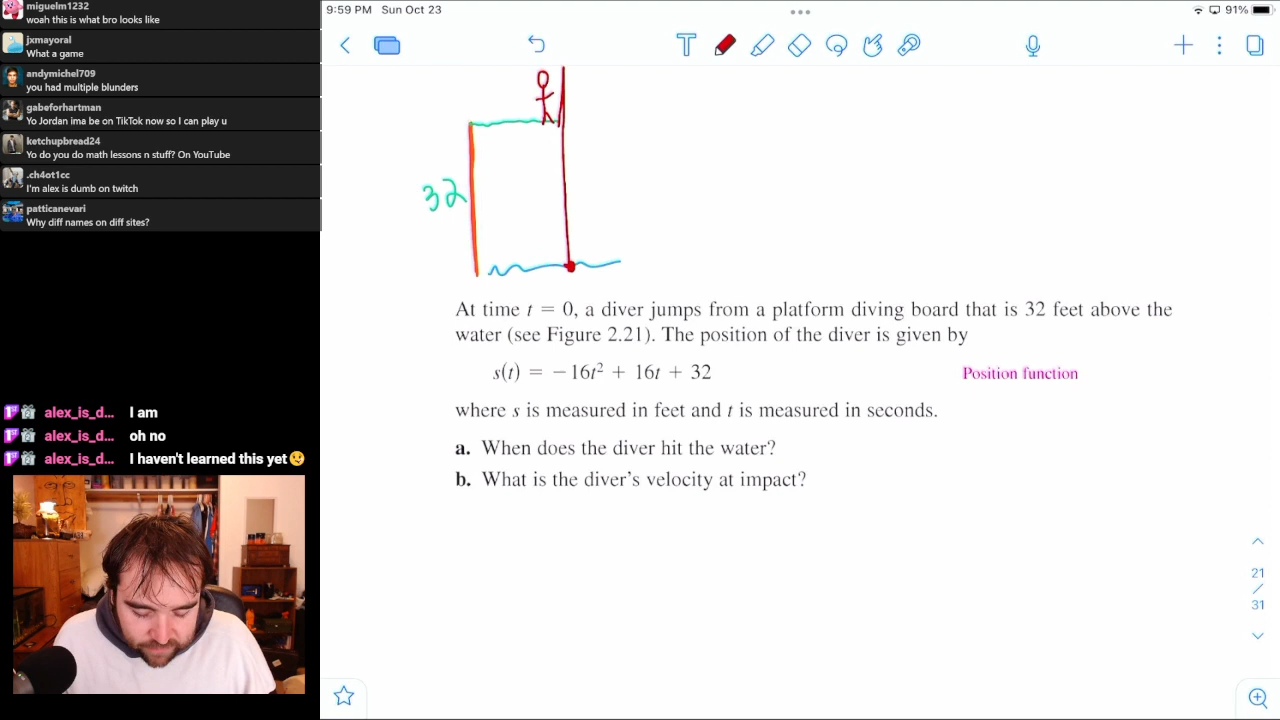 miguelm1232
woah this is what bro looks like
jxmayoral
What a game
andymichel709
you had multiple blunders
gabeforhartman
Yo Jordan ima be on TikTok now so I can play u
ketchupbread24
Yo do you do math lessons n stuff? On YouTube
.ch4ot1cc
I'm alex is dumb on twitch
patticanevari
Why diff names on diff sites?
alex_is_d... I am
alex_is_d... oh no
alex_is_d... I haven't learned this yet😢
9:59 PM Sun Oct 23
91%
T
32
At time t = 0, a diver jumps from a platform diving board that is 32 feet above the
water (see Figure 2.21). The position of the diver is given by
s(t) = −16t² + 16t + 32 Position function
where s is measured in feet and t is measured in seconds.
a. When does the diver hit the water?
b. What is the diver's velocity at impact?
21
/
31